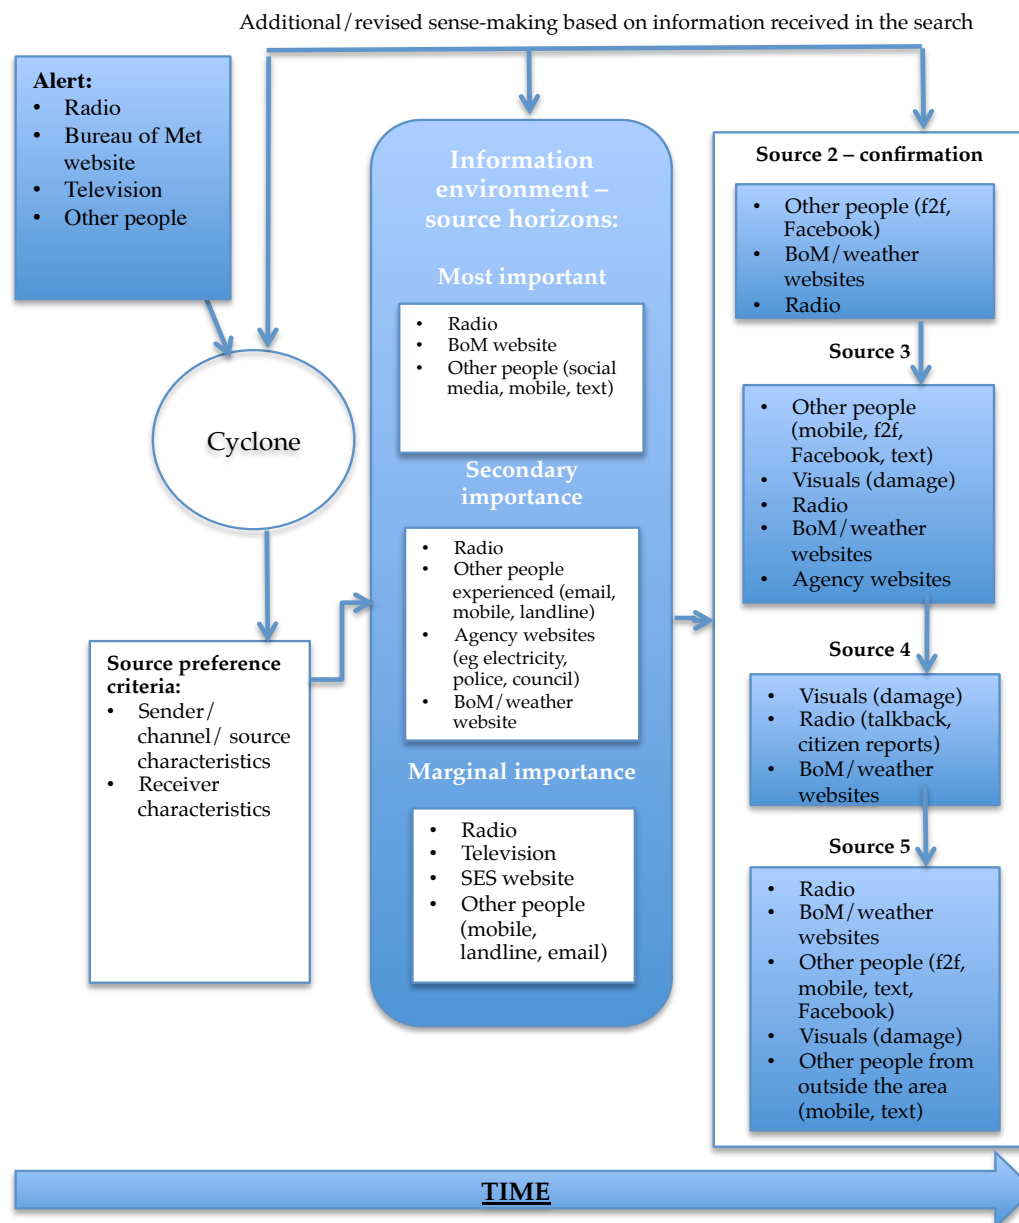 Additional/revised sense-making based on information received in the search
Alert:
• Radio
• Bureau of Met
website
• Television
• Other people
Cyclone
Source preference
criteria:
• Sender/
channel/ source
characteristics
• Receiver
characteristics
Information
environment –
source horizons:
Most important
• Radio
• BoM website
• Other people (social
media, mobile, text)
Secondary
importance
• Radio
• Other people
experienced (email,
mobile, landline)
• Agency websites
(eg electricity,
police, council)
• BoM/weather
website
Marginal importance
• Radio
• Television
• SES website
• Other people
(mobile,
landline, email)
Source 2 – confirmation
• Other people (f2f,
Facebook)
• BoM/weather
websites
• Radio
Source 3
• Other people
(mobile, f2f,
Facebook, text)
• Visuals (damage)
• Radio
• BoM/weather
websites
• Agency websites
Source 4
• Visuals (damage)
• Radio (talkback,
citizen reports)
• BoM/weather
websites
Source 5
• Radio
• BoM/weather
websites
• Other people (f2f,
mobile, text,
Facebook)
• Visuals (damage)
• Other people from
outside the area
(mobile, text)
TIME